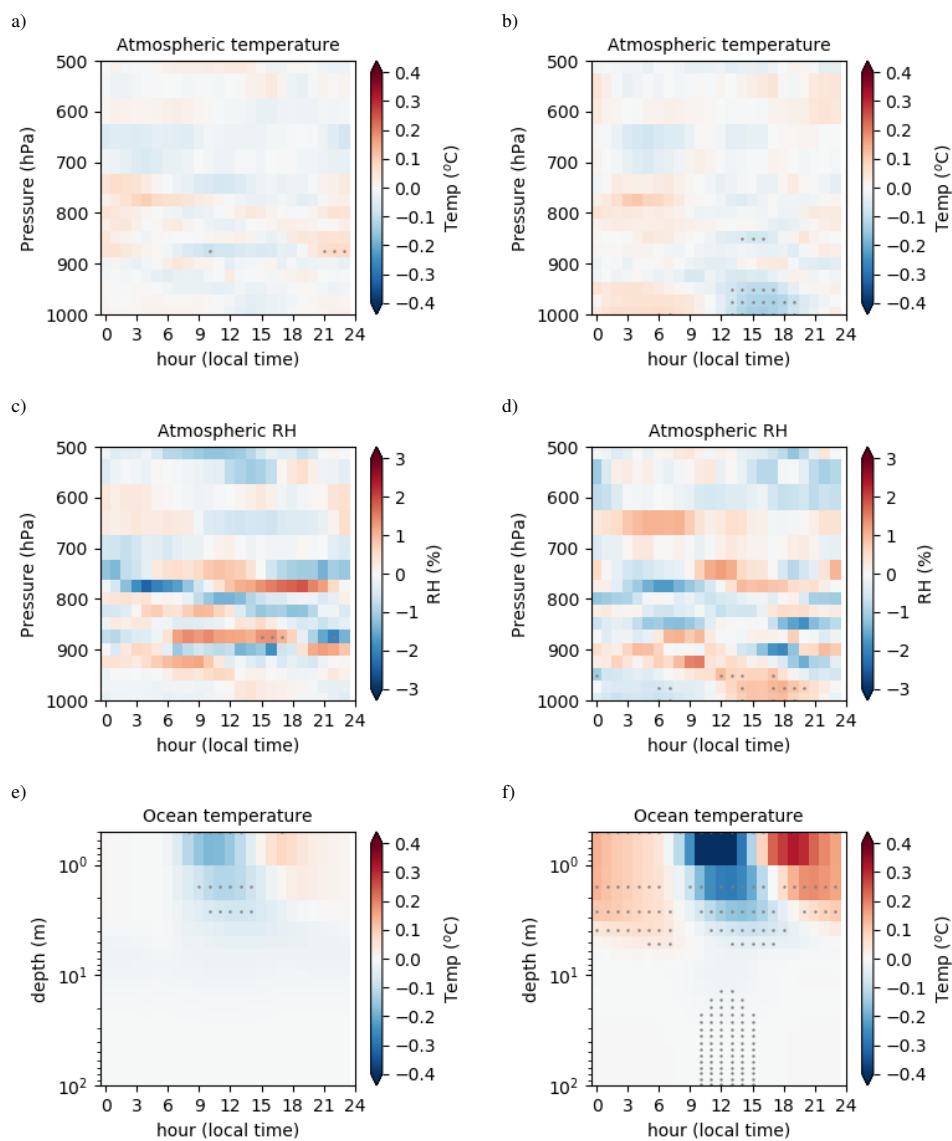 a)
Atmospheric temperature
500
600
700
800
900
1000
Pressure (hPa)
0 3 6 9 12 15 18 21 24
hour (local time)
0.4
0.3
0.2
0.1
0.0
−0.1
−0.2
−0.3
−0.4
Temp (°C)
b)
Atmospheric temperature
500
600
700
800
900
1000
Pressure (hPa)
0 3 6 9 12 15 18 21 24
hour (local time)
0.4
0.3
0.2
0.1
0.0
−0.1
−0.2
−0.3
−0.4
Temp (°C)
c)
Atmospheric RH
500
600
700
800
900
1000
Pressure (hPa)
0 3 6 9 12 15 18 21 24
hour (local time)
3
2
1
0
−1
−2
−3
RH (%)
d)
Atmospheric RH
500
600
700
800
900
1000
Pressure (hPa)
0 3 6 9 12 15 18 21 24
hour (local time)
3
2
1
0
−1
−2
−3
RH (%)
e)
Ocean temperature
10⁰
10¹
10²
depth (m)
0 3 6 9 12 15 18 21 24
hour (local time)
0.4
0.3
0.2
0.1
0.0
−0.1
−0.2
−0.3
−0.4
Temp (°C)
f)
Ocean temperature
10⁰
10¹
10²
depth (m)
0 3 6 9 12 15 18 21 24
hour (local time)
0.4
0.3
0.2
0.1
0.0
−0.1
−0.2
−0.3
−0.4
Temp (°C)